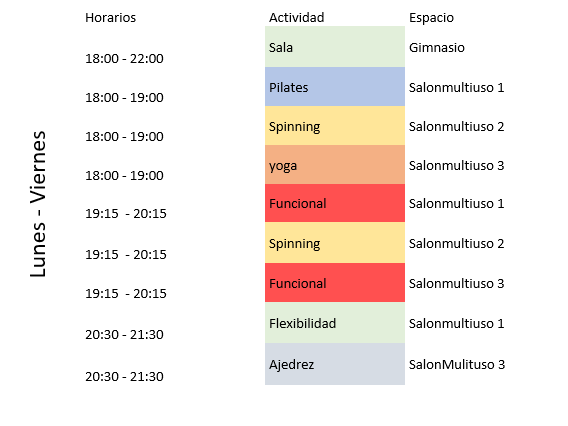 Horarios Actividad Espacio
Lunes - Viernes
18:00 - 22:00 Sala Gimnasio
18:00 - 19:00 Pilates Salonmultiuso 1
18:00 - 19:00 Spinning Salonmultiuso 2
18:00 - 19:00 yoga Salonmultiuso 3
19:15 - 20:15 Funcional Salonmultiuso 1
19:15 - 20:15 Spinning Salonmultiuso 2
19:15 - 20:15 Funcional Salonmultiuso 3
20:30 - 21:30 Flexibilidad Salonmultiuso 1
20:30 - 21:30 Ajedrez SalonMulituso 3